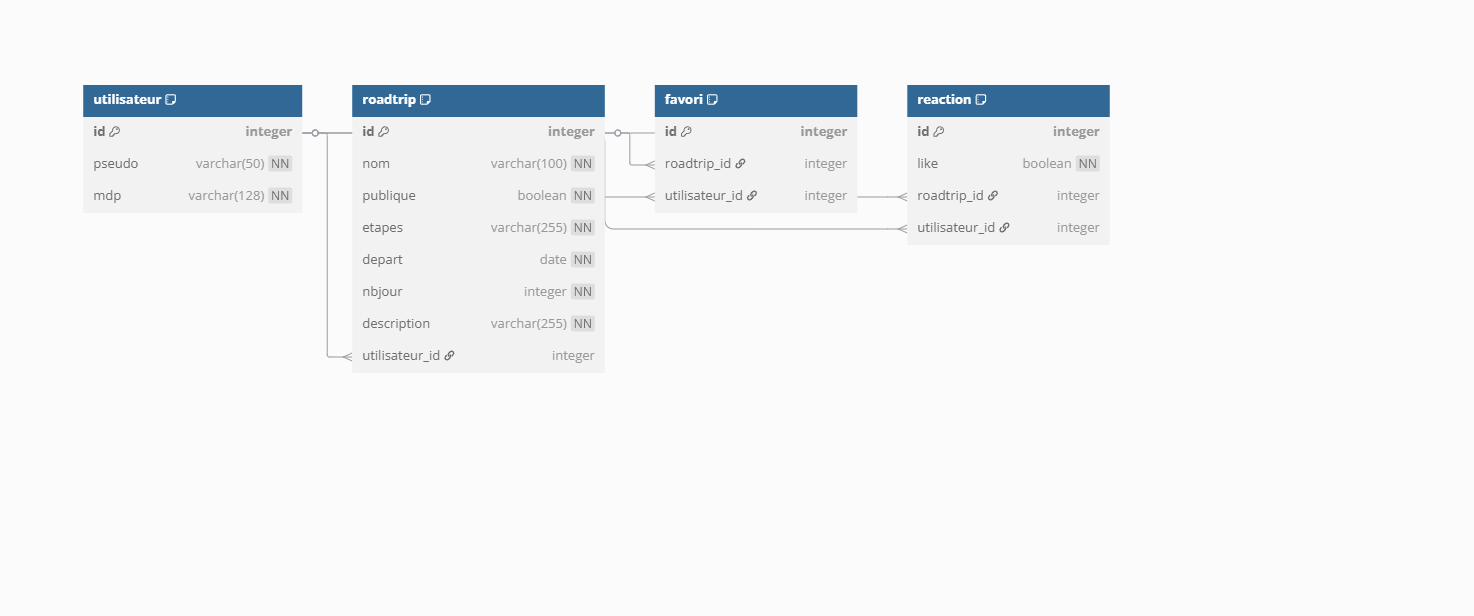 utilisateur
id integer
pseudo varchar(50) NN
mdp varchar(128) NN
roadtrip
id integer
nom varchar(100) NN
publique boolean NN
etapes varchar(255) NN
depart date NN
nbjour integer NN
description varchar(255) NN
utilisateur_id integer
favori
id integer
roadtrip_id integer
utilisateur_id integer
reaction
id integer
like boolean NN
roadtrip_id integer
utilisateur_id integer